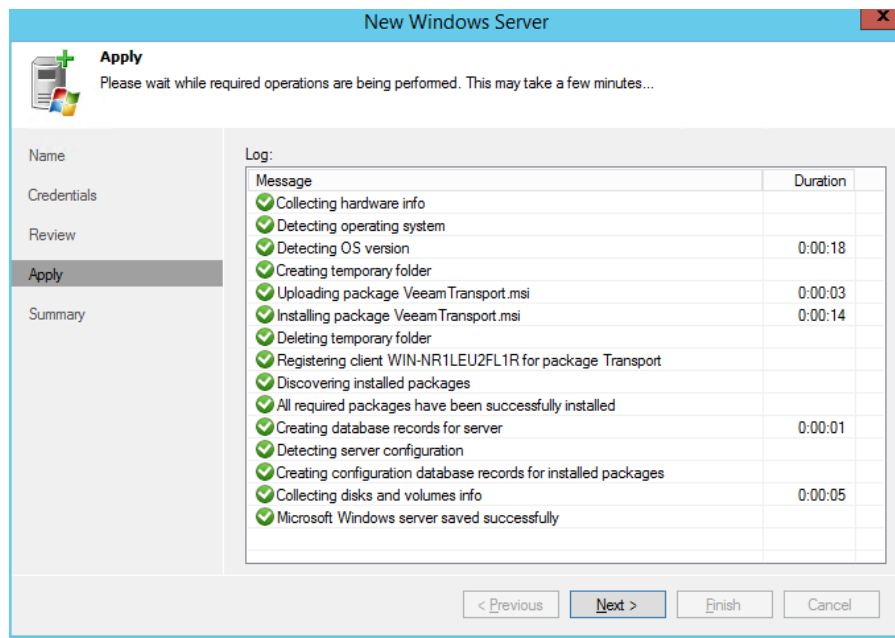 New Windows Server
x
Apply
Please wait while required operations are being performed. This may take a few minutes...
Name
Credentials
Review
Apply
Summary
Log:
Message Duration
Collecting hardware info
Detecting operating system
Detecting OS version 0:00:18
Creating temporary folder
Uploading package VeeamTransport.msi 0:00:03
Installing package VeeamTransport.msi 0:00:14
Deleting temporary folder
Registering client WIN-NR1LEU2FL1R for package Transport
Discovering installed packages
All required packages have been successfully installed
Creating database records for server 0:00:01
Detecting server configuration
Creating configuration database records for installed packages
Collecting disks and volumes info 0:00:05
Microsoft Windows server saved successfully
< Previous Next > Finish Cancel